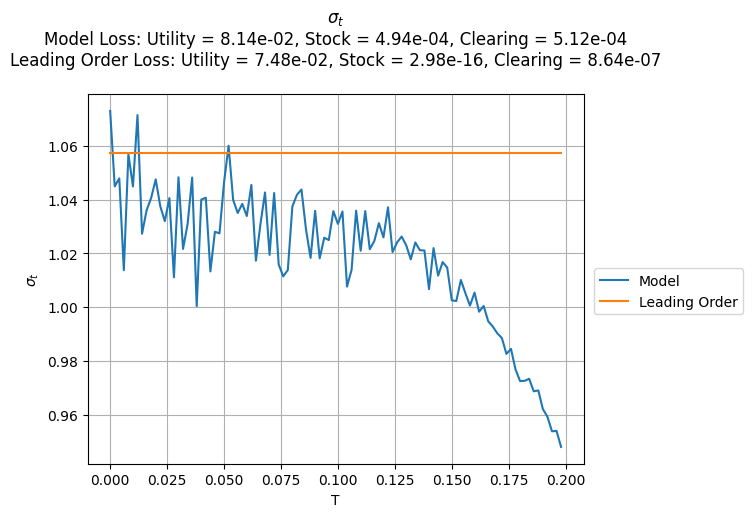 σt
Model Loss: Utility = 8.14e-02, Stock = 4.94e-04, Clearing = 5.12e-04
Leading Order Loss: Utility = 7.48e-02, Stock = 2.98e-16, Clearing = 8.64e-07
1.06
1.04
1.02
1.00
0.98
0.96
σt
0.000 0.025 0.050 0.075 0.100 0.125 0.150 0.175 0.200
T
Model
Leading Order